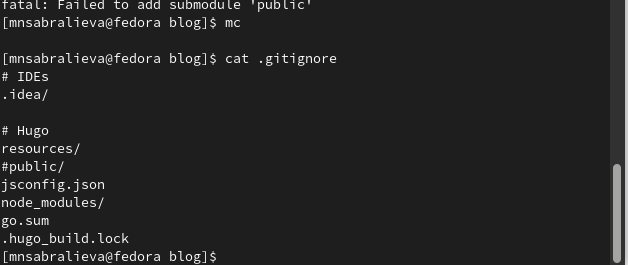 fatal: Failed to add submodule 'public'
[mnsabralieva@fedora blog]$ mc
[mnsabralieva@fedora blog]$ cat .gitignore
# IDEs
.idea/
# Hugo
resources/
#public/
jsconfig.json
node_modules/
go.sum
.hugo_build.lock
[mnsabralieva@fedora blog]$